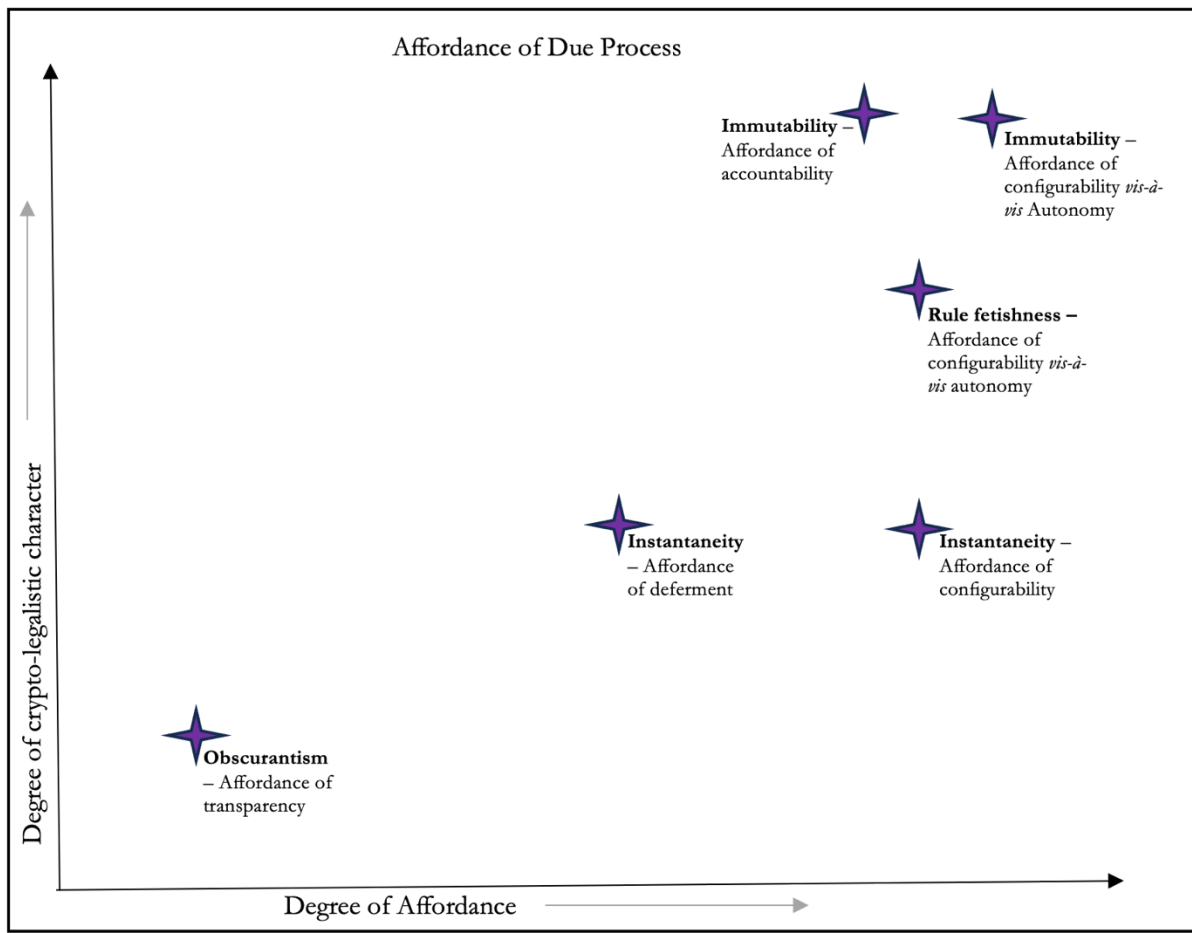 Affordance of Due Process
Immutability –
Affordance of
accountability
Immutability –
Affordance of
configurability vis-à-
vis Autonomy
Rule fetishness –
Affordance of
configurability vis-à-
vis autonomy
Instantaneity
– Affordance
of deferment
Instantaneity –
Affordance of
configurability
Obscurantism
– Affordance of
transparency
Degree of crypto-legalistic character
Degree of Affordance